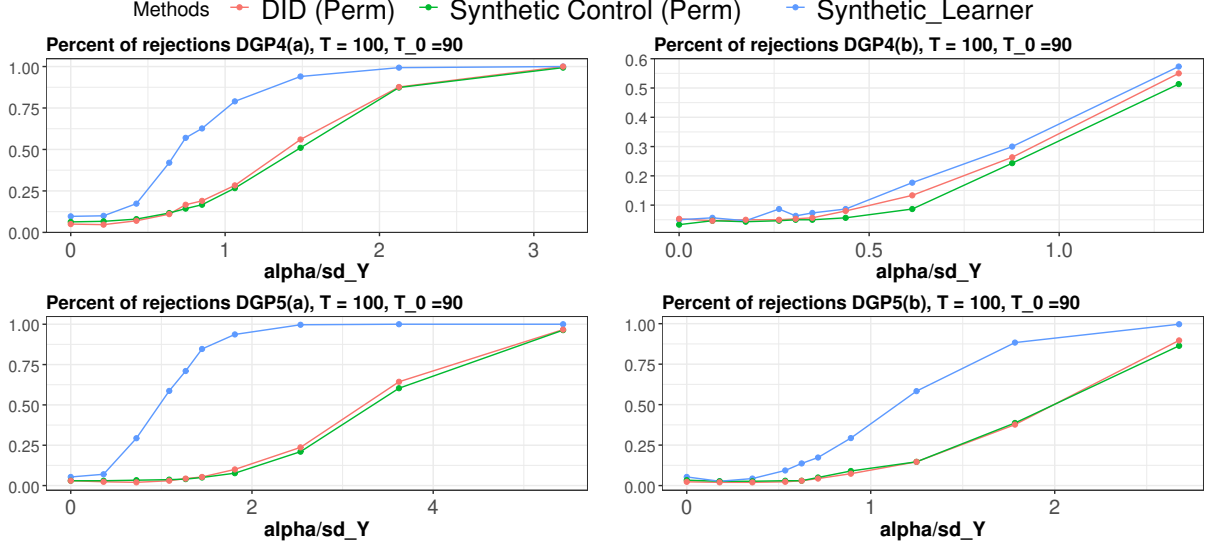 Methods DID (Perm) Synthetic Control (Perm) Synthetic_Learner
Percent of rejections DGP4(a), T = 100, T_0 =90
1.00
0.75
0.50
0.25
0.00
0 1 2 3
alpha/sd_Y
Percent of rejections DGP4(b), T = 100, T_0 =90
0.6
0.5
0.4
0.3
0.2
0.1
0.0 0.5 1.0
alpha/sd_Y
Percent of rejections DGP5(a), T = 100, T_0 =90
1.00
0.75
0.50
0.25
0.00
0 2 4
alpha/sd_Y
Percent of rejections DGP5(b), T = 100, T_0 =90
1.00
0.75
0.50
0.25
0.00
0 1 2
alpha/sd_Y